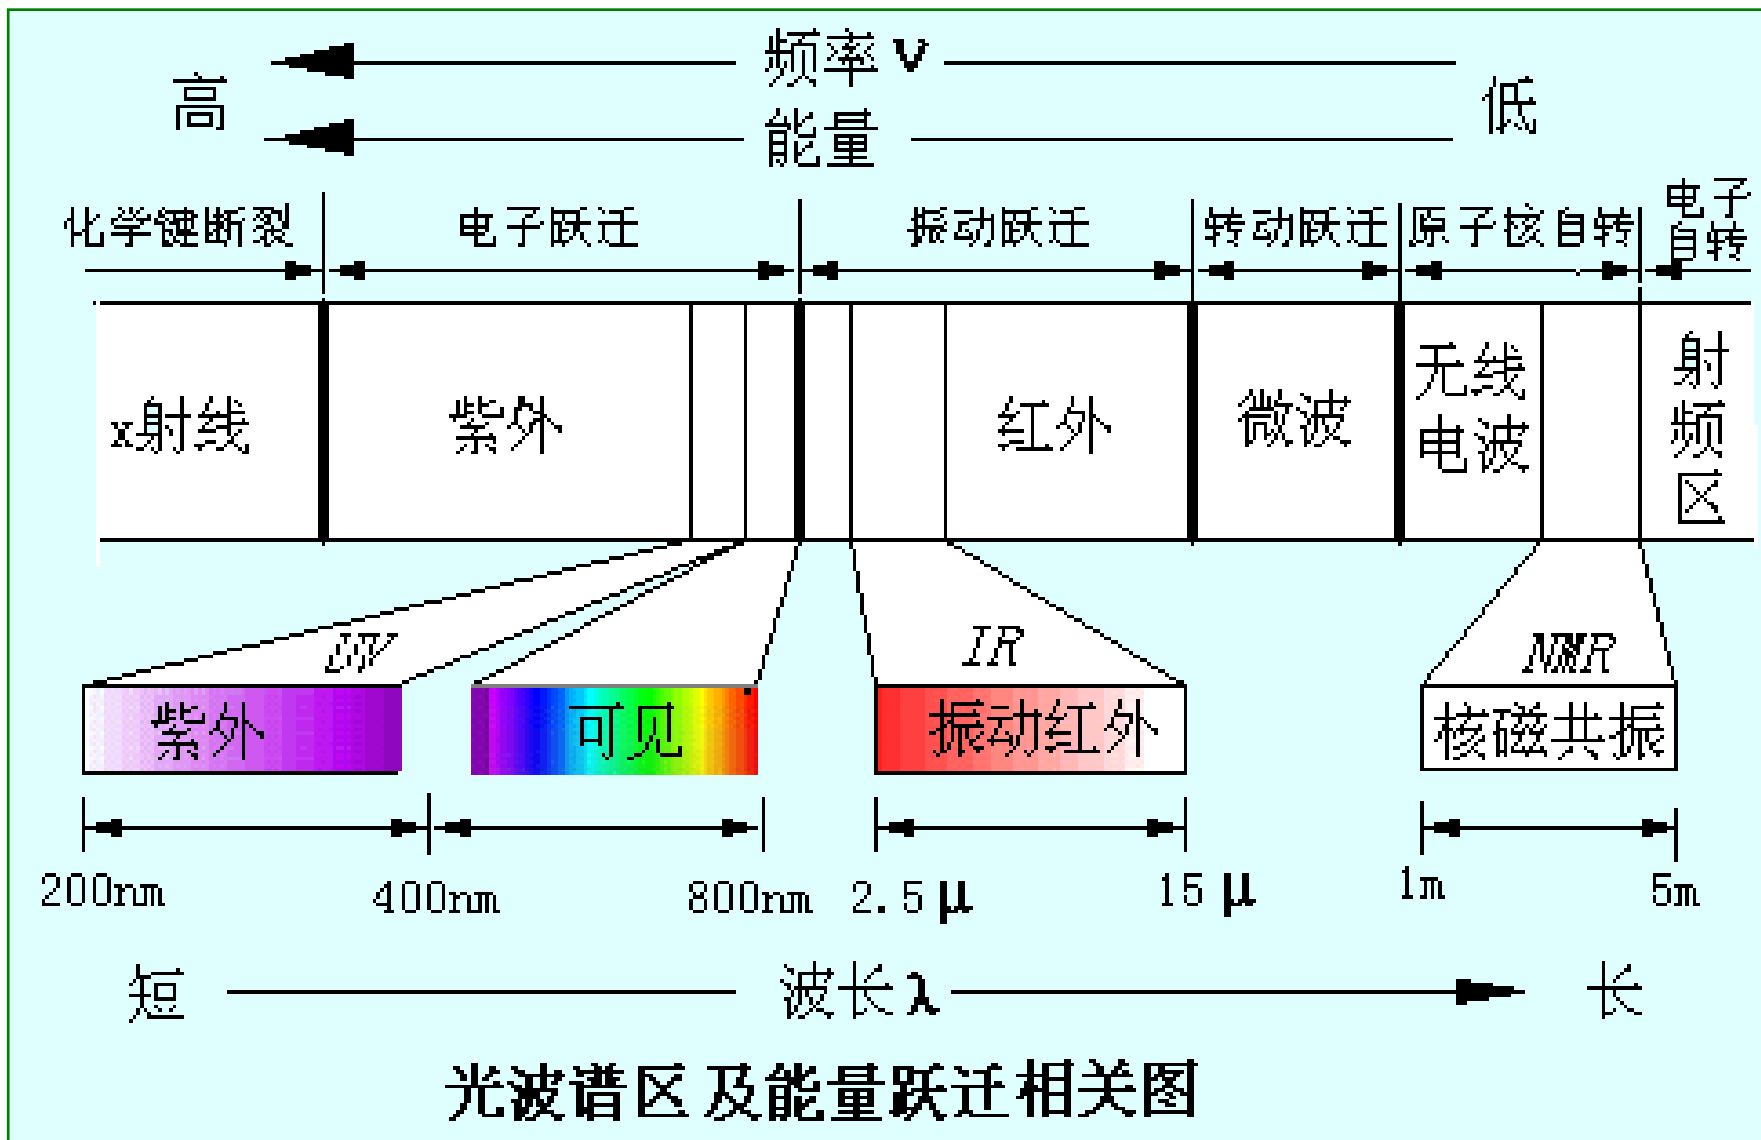 频率 ν
高
低
能量
化学键断裂
电子跃迁
振动跃迁
转动跃迁
原子核自转
电子
自转
x射线
紫外
红外
微波
无线
电波
射
频
区
UV
IR
NMR
紫外
可见
振动红外
核磁共振
200nm
400nm
800nm
2.5 μ
15 μ
1m
5m
短
波长 λ
长
光波谱区及能量跃迁相关图